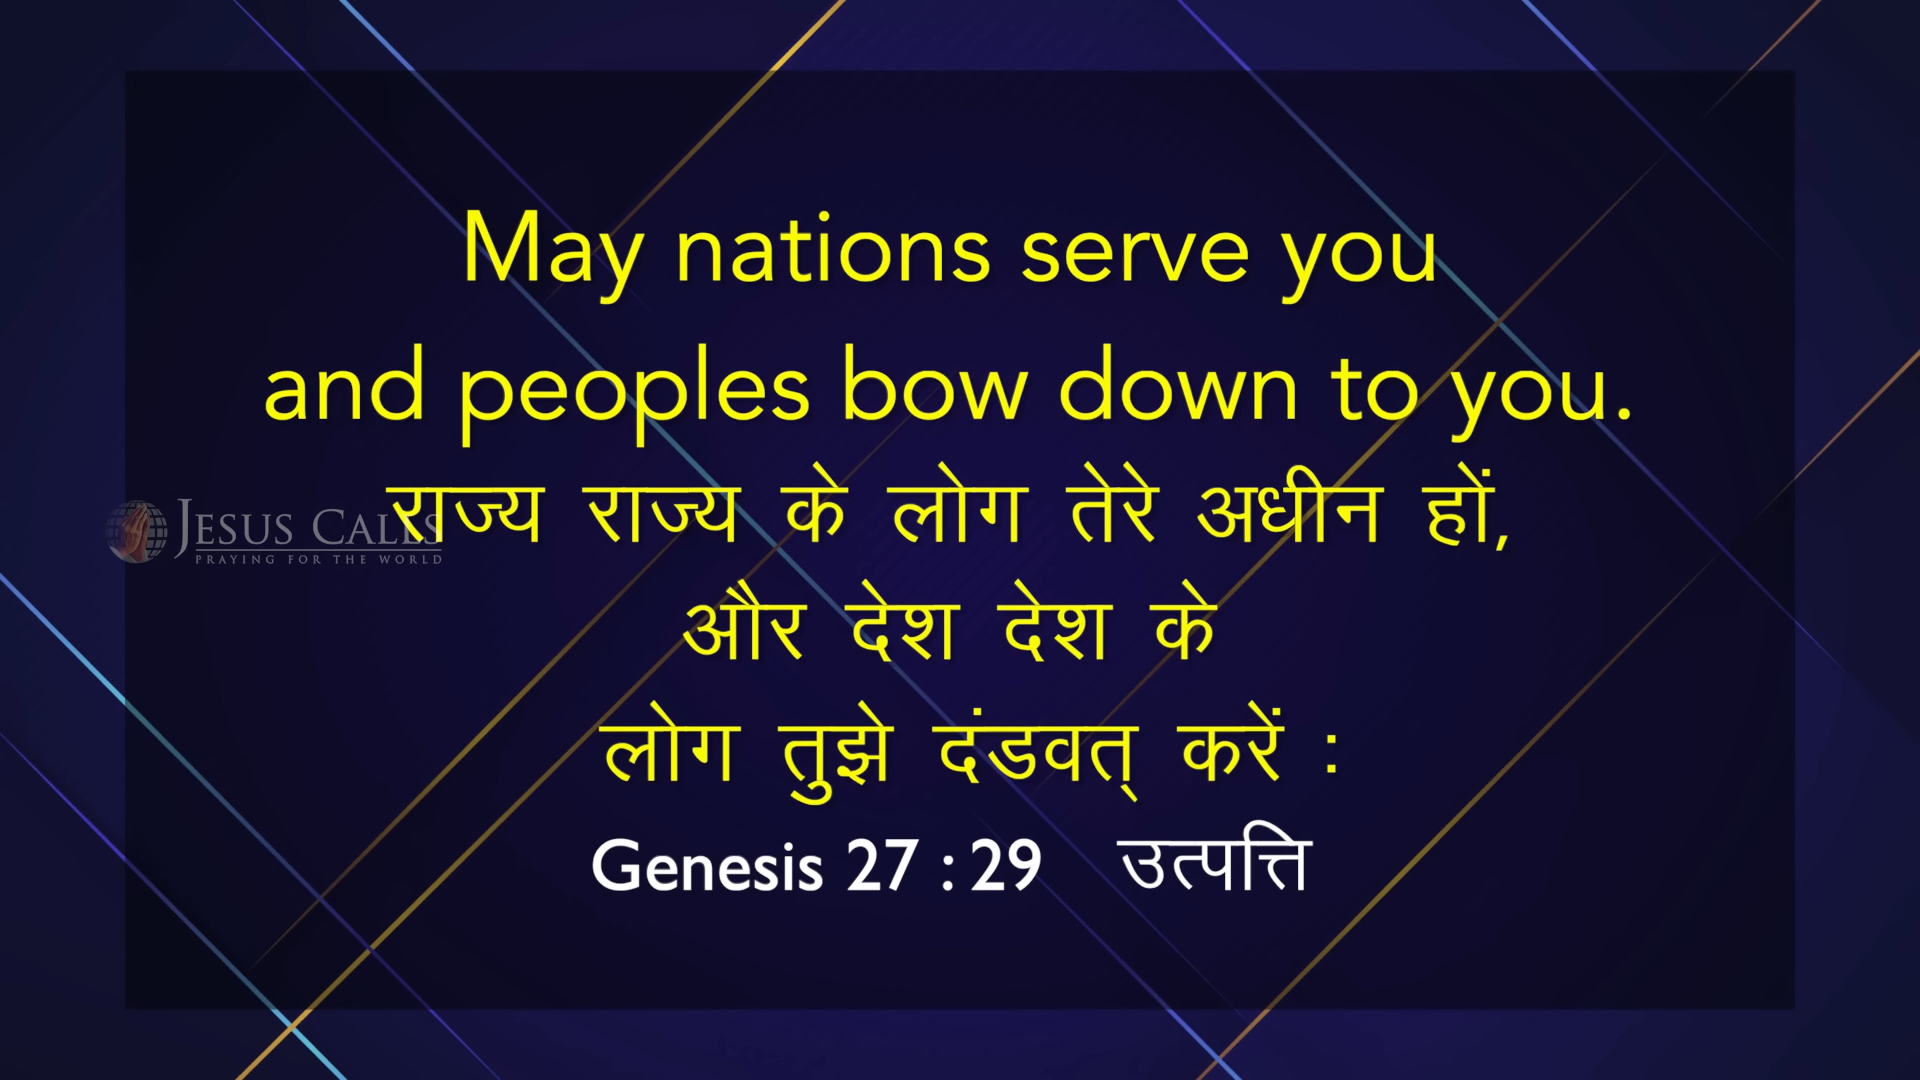 May nations serve you
and peoples bow down to you.
राज्य राज्य के लोग तेरे अधीन हों,
JESUS CALLS
PRAYING FOR THE WORLD
और देश देश के
लोग तुझे दंडवत् करें :
Genesis 27 : 29 उत्पत्ति